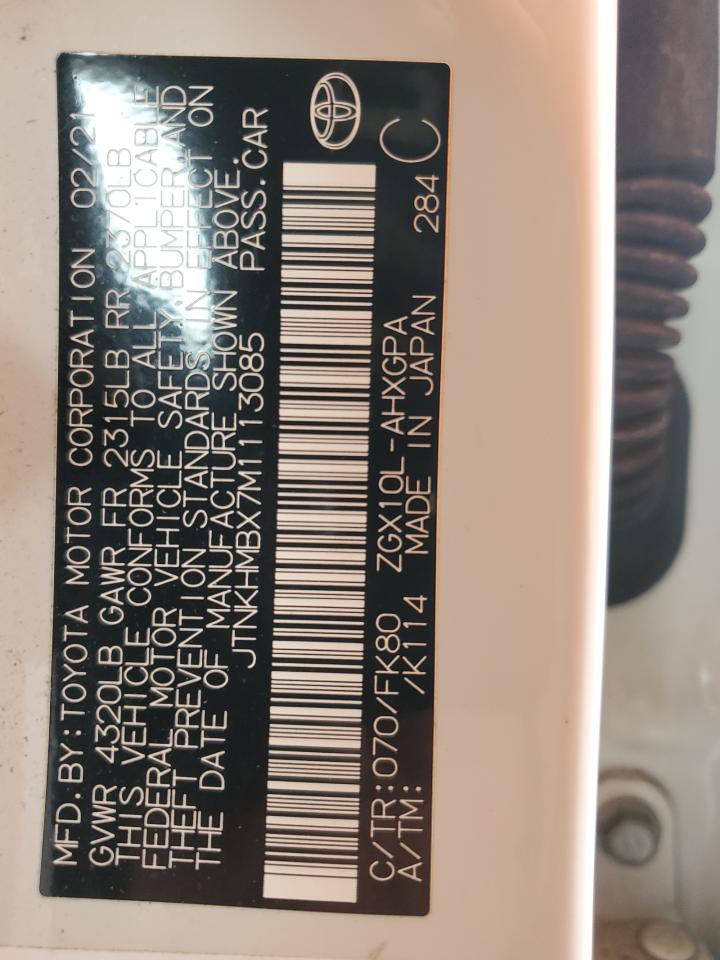 MFD.BY:TOYOTA MOTOR CORPORATION 02/21
GVWR 4320LB GAWR FR 2315LB RR 2370LB
THIS VEHICLE CONFORMS TO ALL APPLICABLE
FEDERAL MOTOR VEHICLE SAFETY,BUMPER,AND
THEFT PREVENTION STANDARDS IN EFFECT ON
THE DATE OF MANUFACTURE SHOWN ABOVE.
JTNKHMBX7M1113085 PASS.CAR
C/TR:070/FK80 ZGX10L-AHXGPA 284 C
A/TM: /K114 MADE IN JAPAN